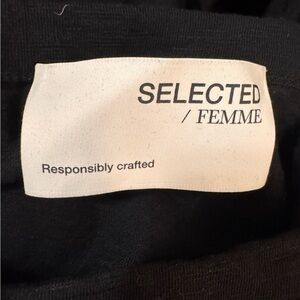 SELECTED
/ FEMME
Responsibly crafted